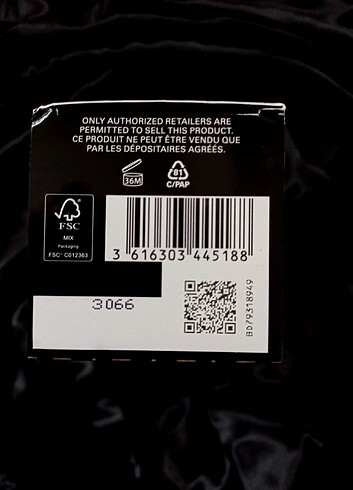 ONLY AUTHORIZED RETAILERS ARE
PERMITTED TO SELL THIS PRODUCT.
CE PRODUIT NE PEUT ÊTRE VENDU QUE
PAR LES DÉPOSITAIRES AGRÉÉS.
36M
81
C/PAP
FSC
MIX
Packaging
FSC® C012363
3 616303 445188
3066
BD79318949